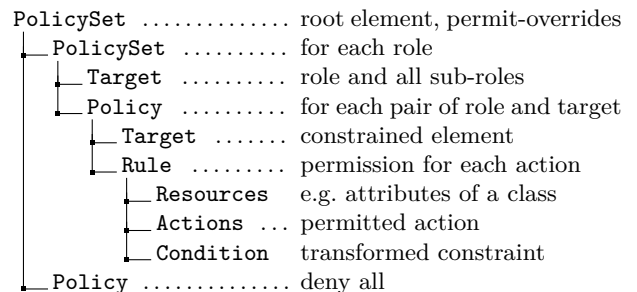 PolicySet .............. root element, permit-overrides
PolicySet .......... for each role
Target .......... role and all sub-roles
Policy .......... for each pair of role and target
Target ....... constrained element
Rule ......... permission for each action
Resources e.g. attributes of a class
Actions ... permitted action
Condition transformed constraint
Policy .............. deny all